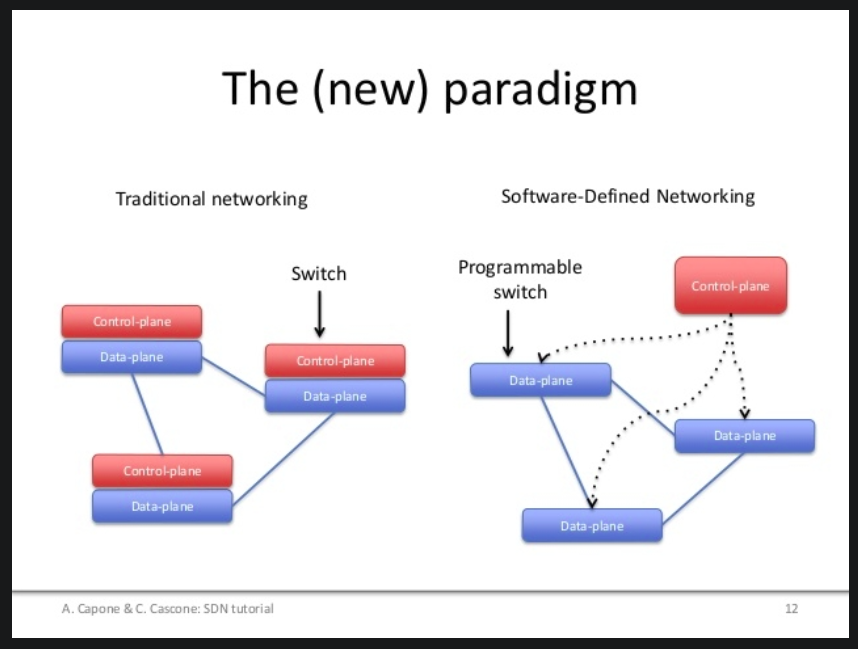 The (new) paradigm
Traditional networking
Switch
Control-plane
Data-plane
Control-plane
Data-plane
Control-plane
Data-plane
Software-Defined Networking
Programmable
switch
Control-plane
Data-plane
Data-plane
Data-plane
A. Capone & C. Cascone: SDN tutorial
12